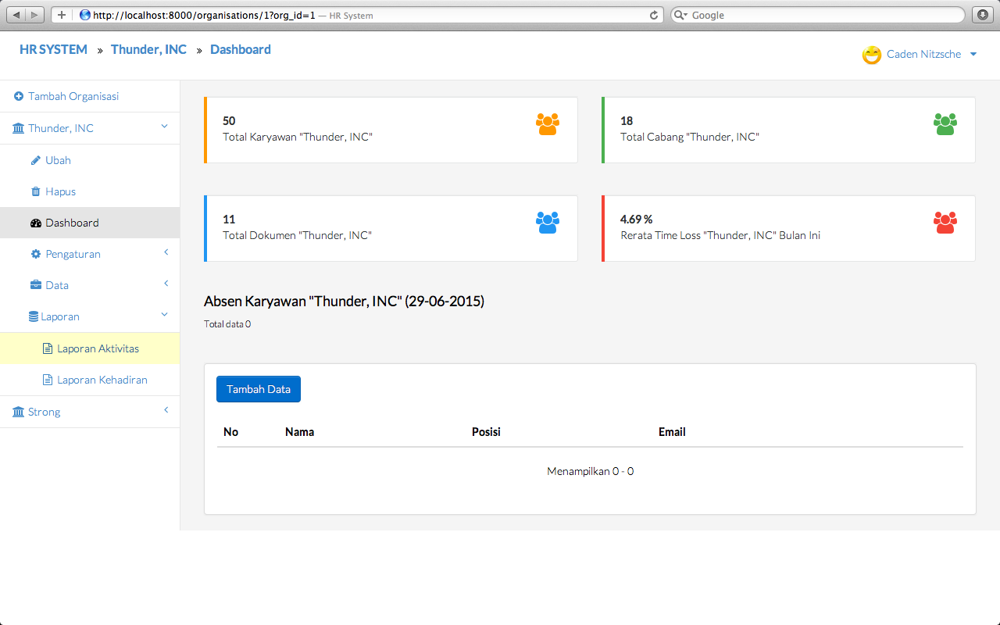 http://localhost:8000/organisations/1?org_id=1 — HR System
Google
HR SYSTEM » Thunder, INC » Dashboard
Caden Nitzsche
Tambah Organisasi
Thunder, INC
Ubah
Hapus
Dashboard
Pengaturan
Data
Laporan
Laporan Aktivitas
Laporan Kehadiran
Strong
50
Total Karyawan "Thunder, INC"
18
Total Cabang "Thunder, INC"
11
Total Dokumen "Thunder, INC"
4.69 %
Rerata Time Loss "Thunder, INC" Bulan Ini
Absen Karyawan "Thunder, INC" (29-06-2015)
Total data 0
Tambah Data
No Nama Posisi Email
Menampilkan 0 - 0